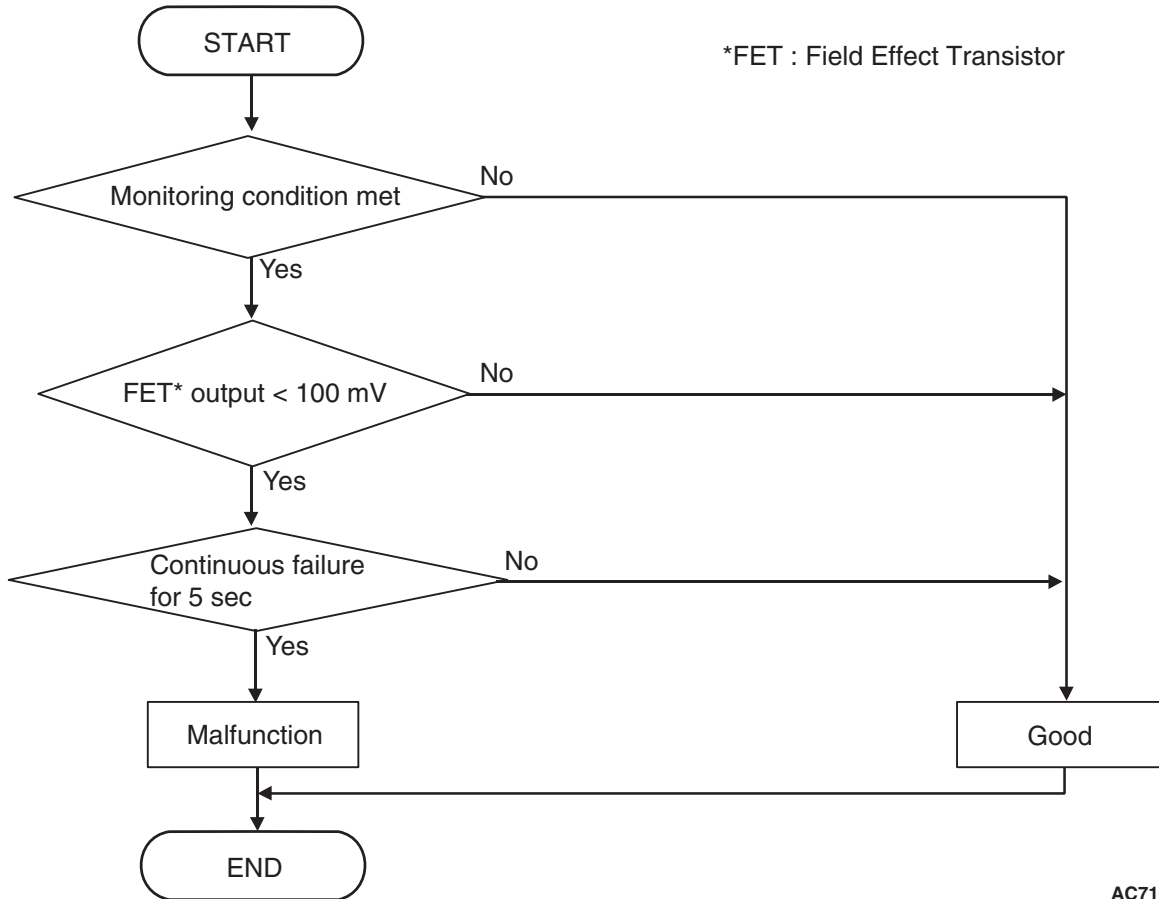 START
*FET : Field Effect Transistor
Monitoring condition met
No
Yes
FET* output < 100 mV
No
Yes
Continuous failure
for 5 sec
No
Yes
Malfunction
Good
END
AC71